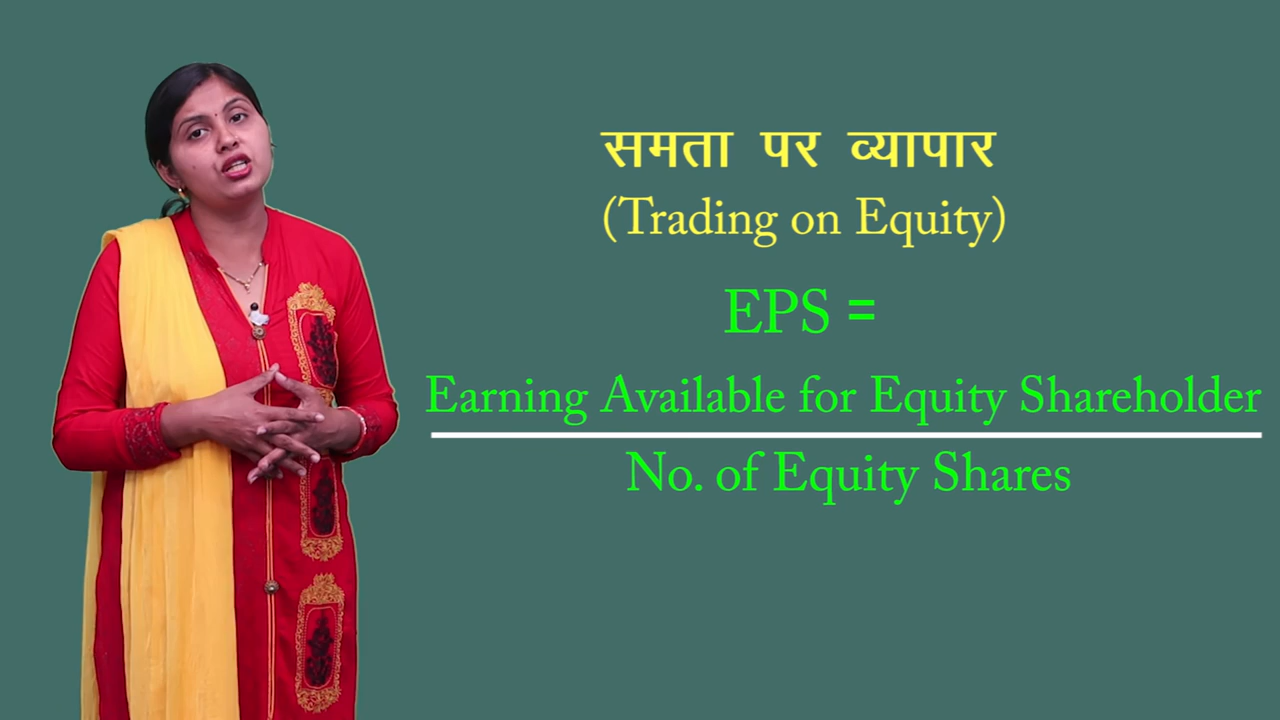 समता पर व्यापार
(Trading on Equity)
EPS =
Earning Available for Equity Shareholder
No. of Equity Shares